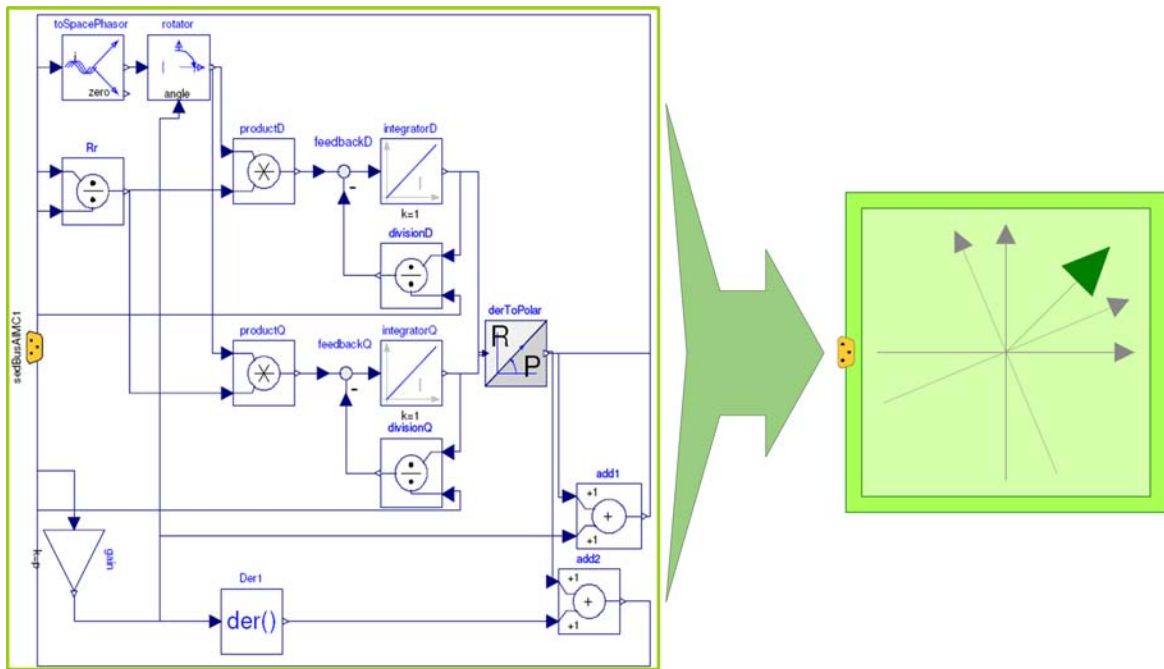 toSpacePhasor
rotator
zero
angle
Rr
productD
feedbackD
integratorD
-
I
k=1
divisionD
derToPolar
R
P
sedBusAIMC1
productQ
feedbackQ
integratorQ
-
I
k=1
divisionQ
add1
+1
+
+1
k=p
gain
Der1
der()
add2
+1
+
+1